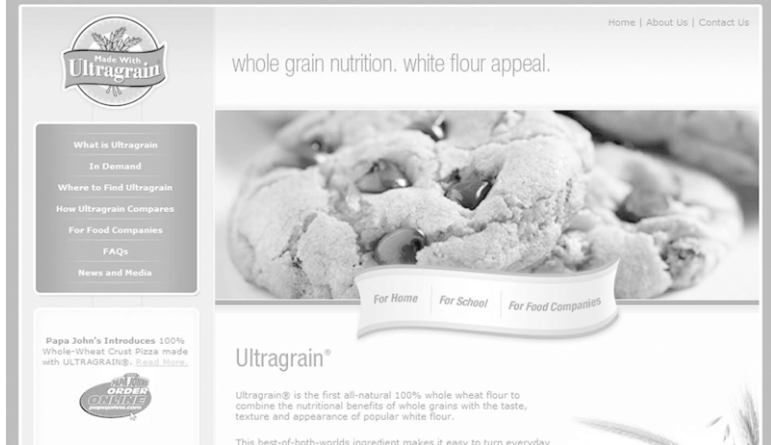 Home | About Us | Contact Us
Made With
Ultragrain
whole grain nutrition. white flour appeal.
What is Ultragrain
In Demand
Where to Find Ultragrain
How Ultragrain Compares
For Food Companies
FAQs
News and Media
For Home
For School
For Food Companies
Papa John's Introduces 100%
Whole-Wheat Crust Pizza made
with ULTRAGRAIN®. Read More.
ORDER
ONLINE
papajohns.com
Ultragrain®
Ultragrain® is the first all-natural 100% whole wheat flour to
combine the nutritional benefits of whole grains with the taste,
texture and appearance of popular white flour.
This best-of-both-worlds ingredient makes it easy to turn everyday